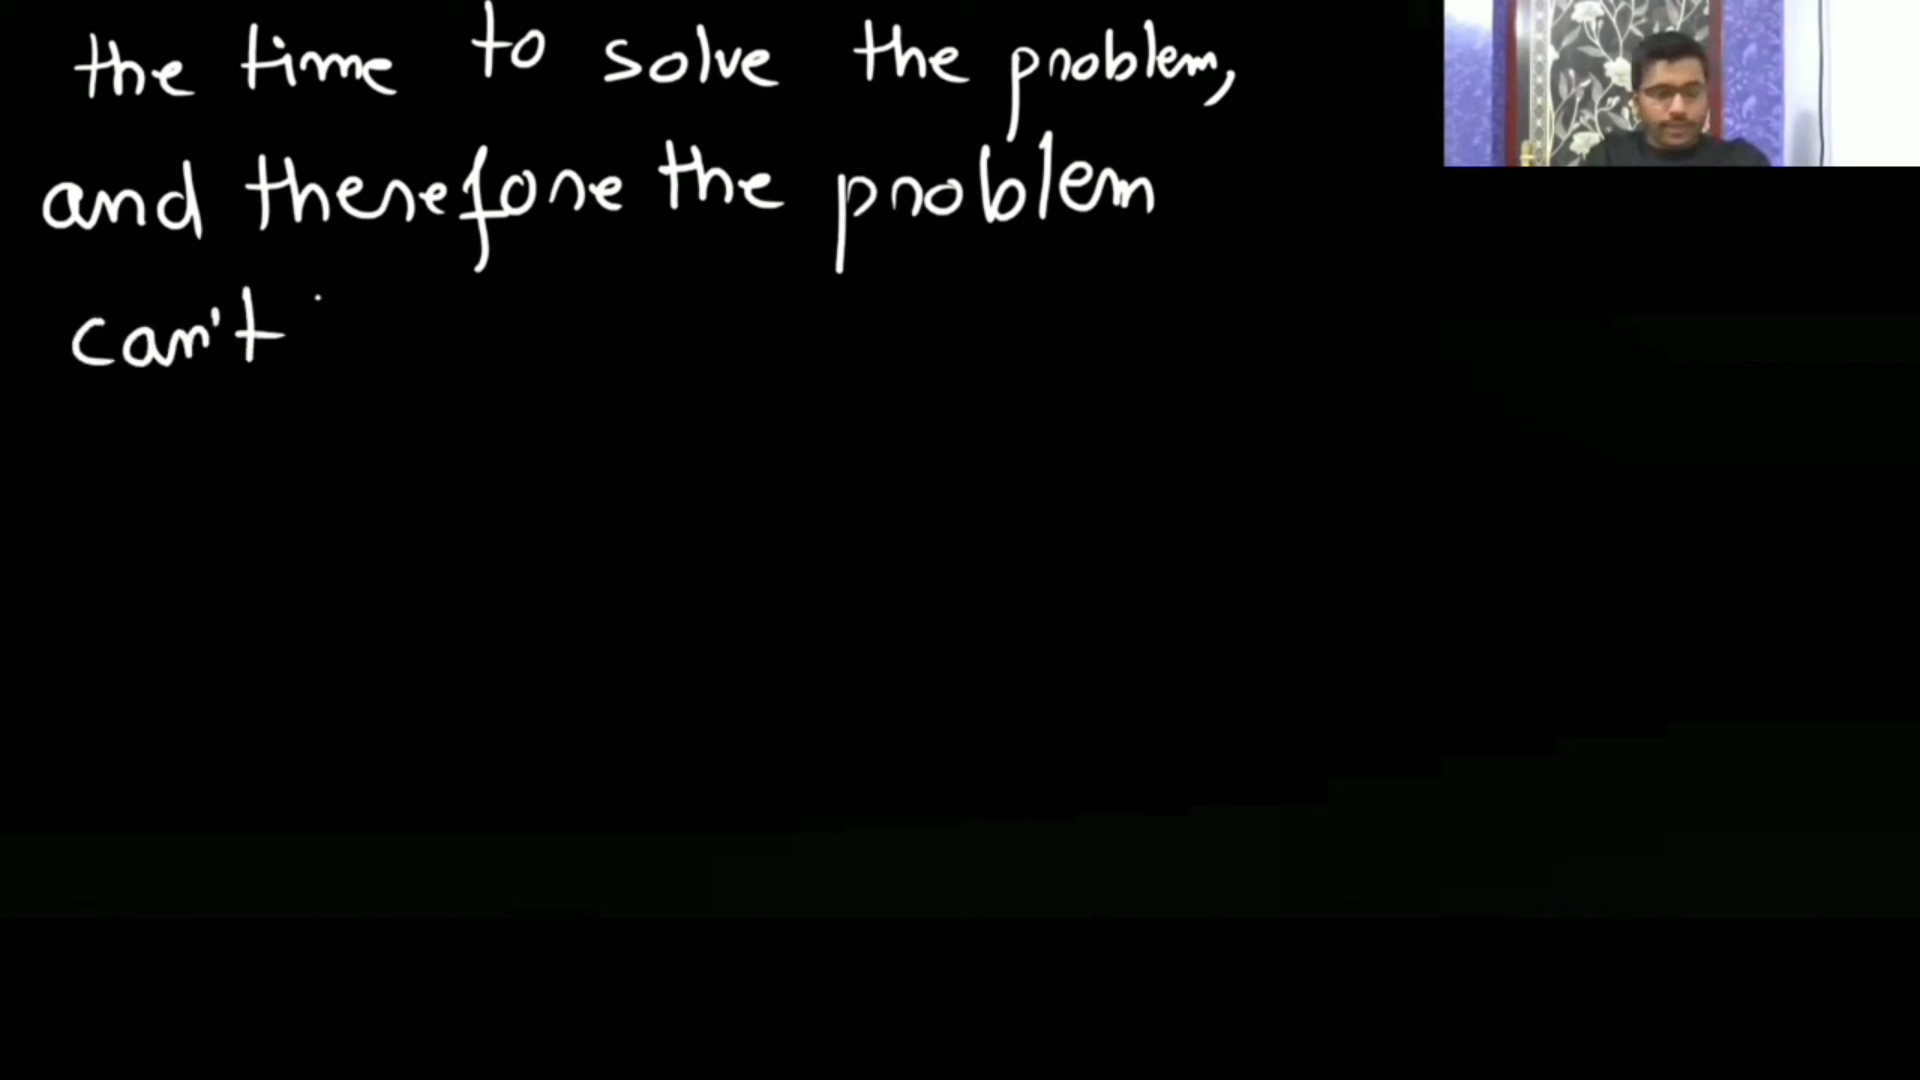 the time to solve the problem,
and therefore the problem
can't